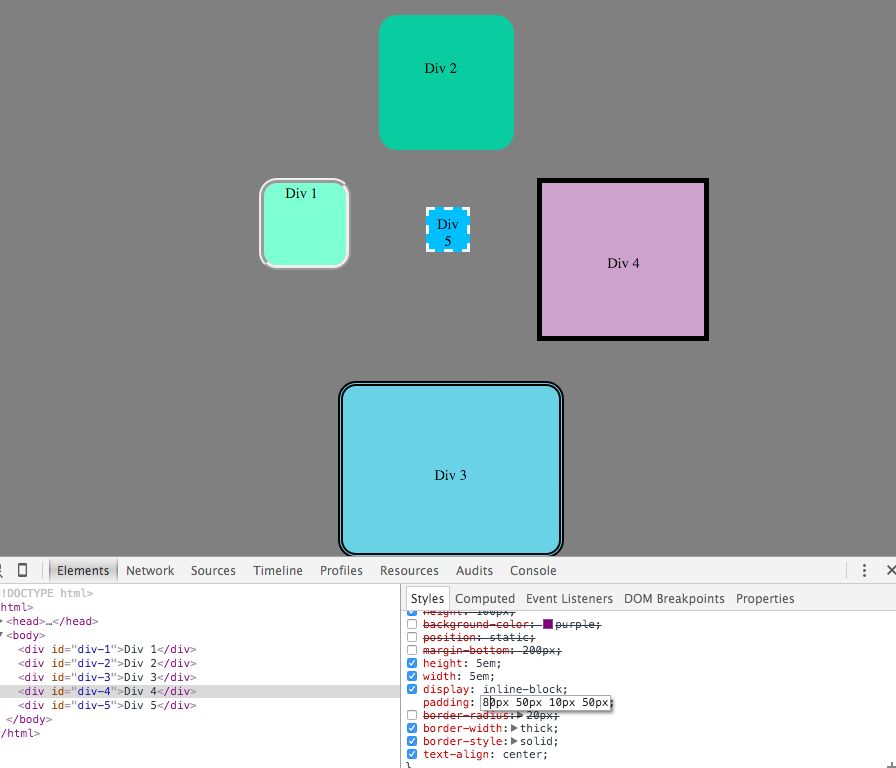 Div 2
Div 1
Div
5
Div 4
Div 3
Elements Network Sources Timeline Profiles Resources Audits Console
!DOCTYPE html>
html>
<head>…</head>
<body>
<div id="div-1">Div 1</div>
<div id="div-2">Div 2</div>
<div id="div-3">Div 3</div>
<div id="div-4">Div 4</div>
<div id="div-5">Div 5</div>
</body>
/html>
Styles Computed Event Listeners DOM Breakpoints Properties
height: 100px;
background-color: purple;
position: static;
margin-bottom: 200px;
height: 5em;
width: 5em;
display: inline-block;
padding: 80px 50px 10px 50px;
border-radius: 20px;
border-width: thick;
border-style: solid;
text-align: center;
}